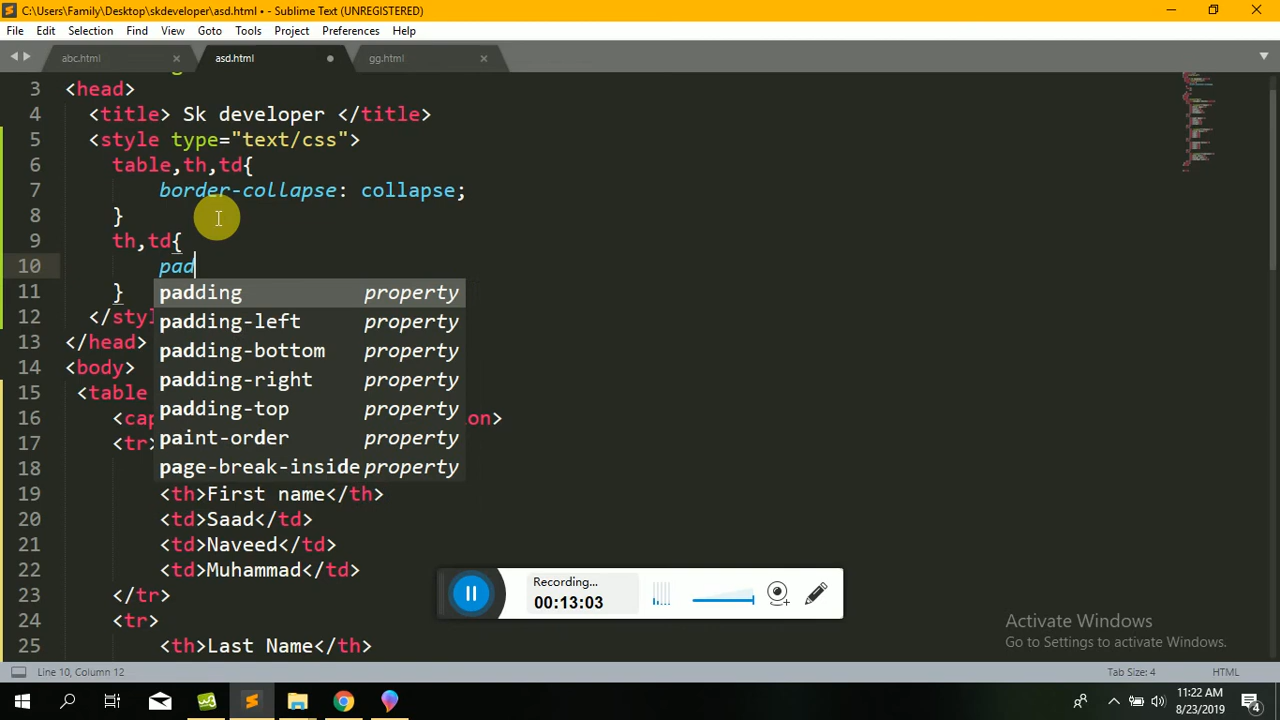 C:\Users\Family\Desktop\skdeveloper\asd.html • - Sublime Text (UNREGISTERED)
File Edit Selection Find View Goto Tools Project Preferences Help
abc.html asd.html gg.html
3 <head>
4 <title> Sk developer </title>
5 <style type="text/css">
6 table,th,td{
7 border-collapse: collapse;
8 }
9 th,td{
10 pad
11 }
padding property
12 </sty
padding-left property
13 </head>
padding-bottom property
14 <body>
padding-right property
15 <table
padding-top property
16 <cap on>
paint-order property
17 <tr>
page-break-inside property
18
19 <th>First name</th>
20 <td>Saad</td>
21 <td>Naveed</td>
22 <td>Muhammad</td>
23 </tr>
24 <tr>
25 <th>Last Name</th>
Recording...
00:13:03
Activate Windows
Go to Settings to activate Windows.
Line 10, Column 12 Tab Size: 4 HTML
11:22 AM
8/23/2019
4